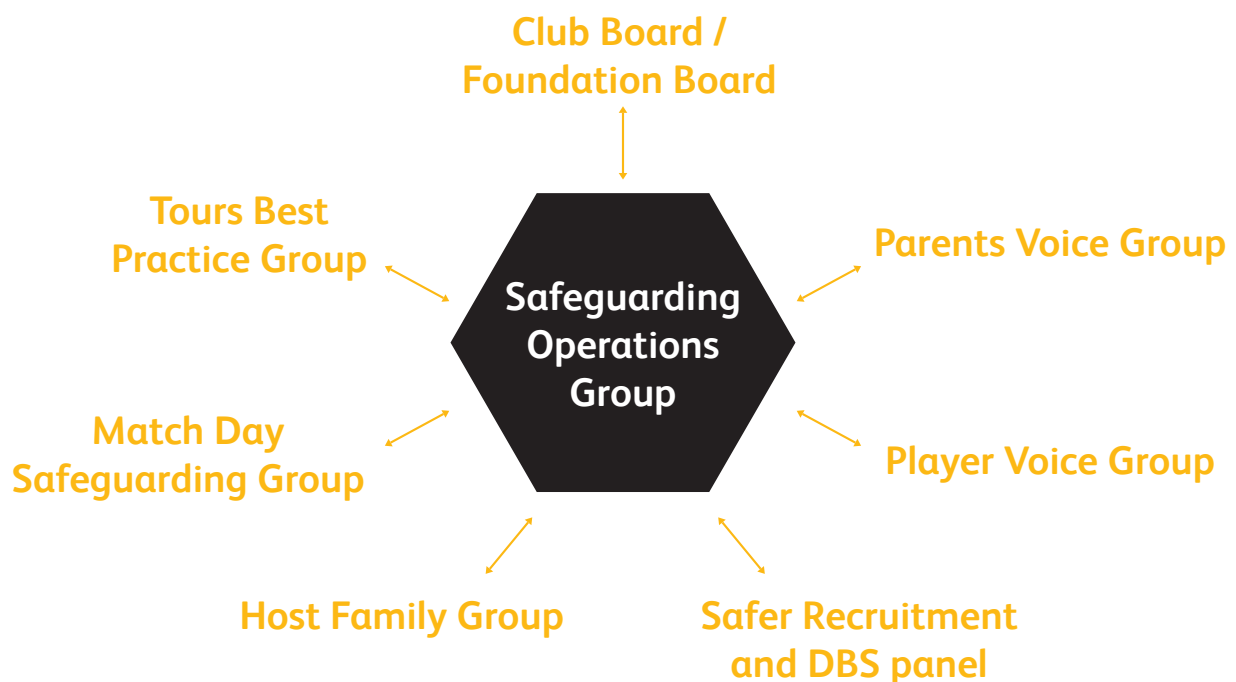 Club Board /
Foundation Board
Tours Best
Practice Group
Parents Voice Group
Safeguarding
Operations
Group
Match Day
Safeguarding Group
Player Voice Group
Host Family Group
Safer Recruitment
and DBS panel